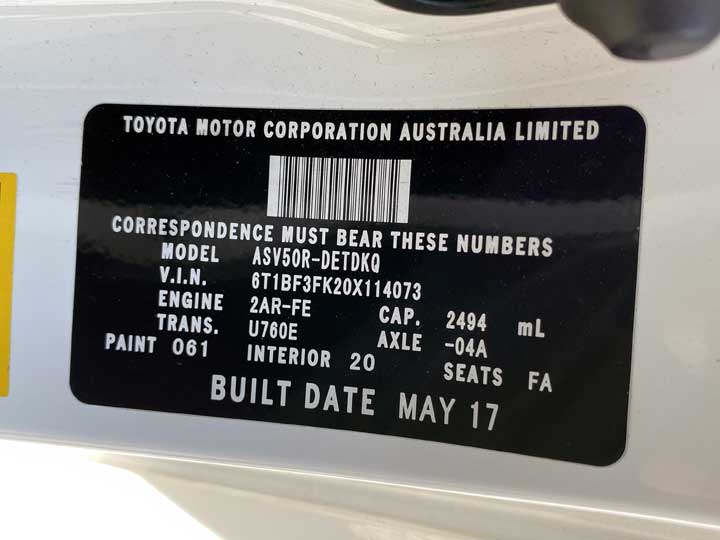 TOYOTA MOTOR CORPORATION AUSTRALIA LIMITED
CORRESPONDENCE MUST BEAR THESE NUMBERS
MODEL ASV50R-DETDKQ
V.I.N. 6T1BF3FK20X114073
ENGINE 2AR-FE CAP. 2494 mL
TRANS. U760E AXLE -04A
PAINT 061 INTERIOR 20 SEATS FA
BUILT DATE MAY 17